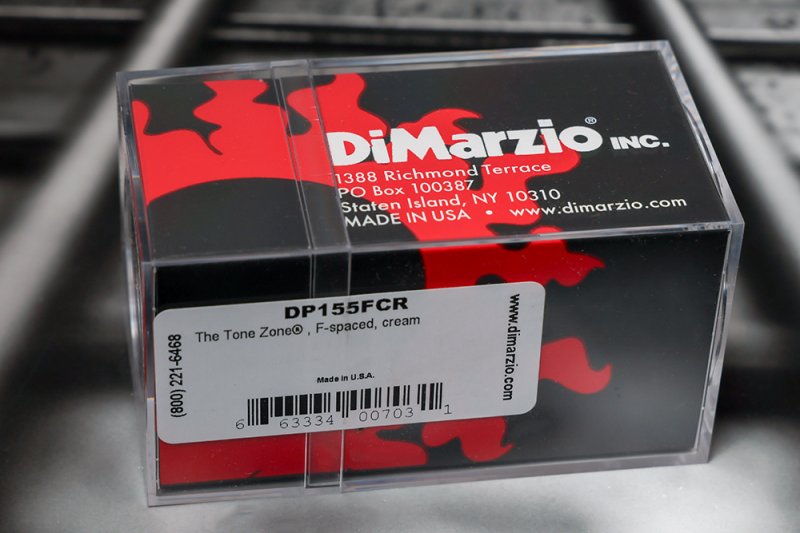 DiMarzio® INC.
1388 Richmond Terrace
PO Box 100387
Staten Island, NY 10310
MADE IN USA • www.dimarzio.com
DP155FCR
The Tone Zone® , F-spaced, cream
(800) 221-6468
www.dimarzio.com
Made in U.S.A.
6 63334 00703 1